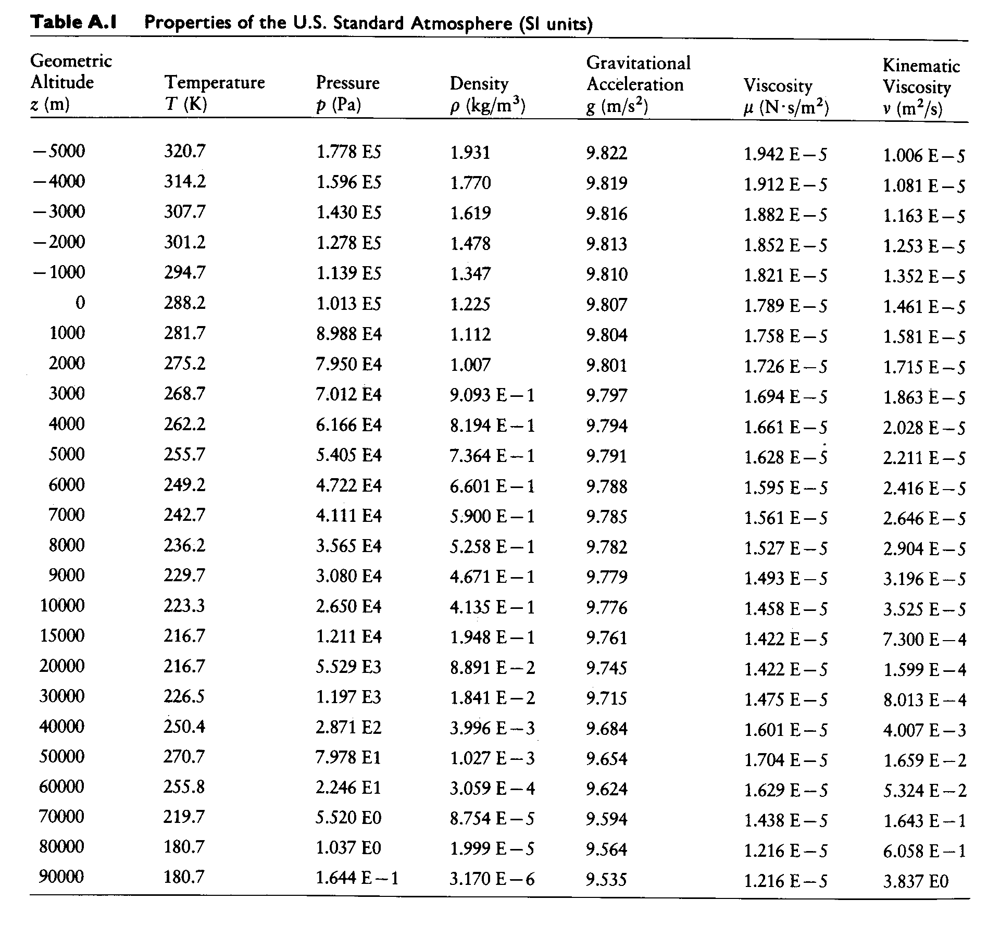 Table A.1 Properties of the U.S. Standard Atmosphere (SI units)
Geometric Altitude z (m) Temperature T (K) Pressure p (Pa) Density ρ (kg/m³) Gravitational Acceleration g (m/s²) Viscosity μ (N·s/m²) Kinematic Viscosity ν (m²/s)
−5000 320.7 1.778 E5 1.931 9.822 1.942 E−5 1.006 E−5
−4000 314.2 1.596 E5 1.770 9.819 1.912 E−5 1.081 E−5
−3000 307.7 1.430 E5 1.619 9.816 1.882 E−5 1.163 E−5
−2000 301.2 1.278 E5 1.478 9.813 1.852 E−5 1.253 E−5
−1000 294.7 1.139 E5 1.347 9.810 1.821 E−5 1.352 E−5
0 288.2 1.013 E5 1.225 9.807 1.789 E−5 1.461 E−5
1000 281.7 8.988 E4 1.112 9.804 1.758 E−5 1.581 E−5
2000 275.2 7.950 E4 1.007 9.801 1.726 E−5 1.715 E−5
3000 268.7 7.012 E4 9.093 E−1 9.797 1.694 E−5 1.863 E−5
4000 262.2 6.166 E4 8.194 E−1 9.794 1.661 E−5 2.028 E−5
5000 255.7 5.405 E4 7.364 E−1 9.791 1.628 E−5 2.211 E−5
6000 249.2 4.722 E4 6.601 E−1 9.788 1.595 E−5 2.416 E−5
7000 242.7 4.111 E4 5.900 E−1 9.785 1.561 E−5 2.646 E−5
8000 236.2 3.565 E4 5.258 E−1 9.782 1.527 E−5 2.904 E−5
9000 229.7 3.080 E4 4.671 E−1 9.779 1.493 E−5 3.196 E−5
10000 223.3 2.650 E4 4.135 E−1 9.776 1.458 E−5 3.525 E−5
15000 216.7 1.211 E4 1.948 E−1 9.761 1.422 E−5 7.300 E−4
20000 216.7 5.529 E3 8.891 E−2 9.745 1.422 E−5 1.599 E−4
30000 226.5 1.197 E3 1.841 E−2 9.715 1.475 E−5 8.013 E−4
40000 250.4 2.871 E2 3.996 E−3 9.684 1.601 E−5 4.007 E−3
50000 270.7 7.978 E1 1.027 E−3 9.654 1.704 E−5 1.659 E−2
60000 255.8 2.246 E1 3.059 E−4 9.624 1.629 E−5 5.324 E−2
70000 219.7 5.520 E0 8.754 E−5 9.594 1.438 E−5 1.643 E−1
80000 180.7 1.037 E0 1.999 E−5 9.564 1.216 E−5 6.058 E−1
90000 180.7 1.644 E−1 3.170 E−6 9.535 1.216 E−5 3.837 E0